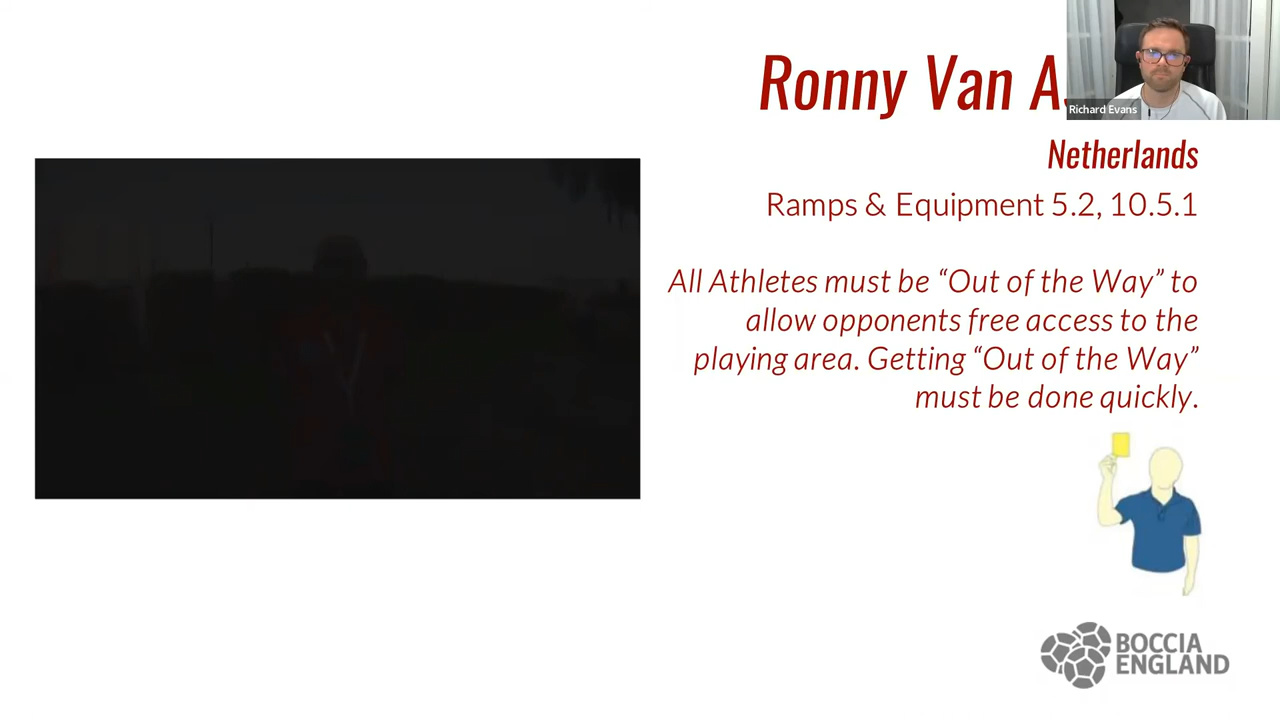 Ronny Van
Richard Evans
Netherlands
Ramps & Equipment 5.2, 10.5.1
All Athletes must be “Out of the Way” to
allow opponents free access to the
playing area. Getting “Out of the Way”
must be done quickly.
BOCCIA
ENGLAND